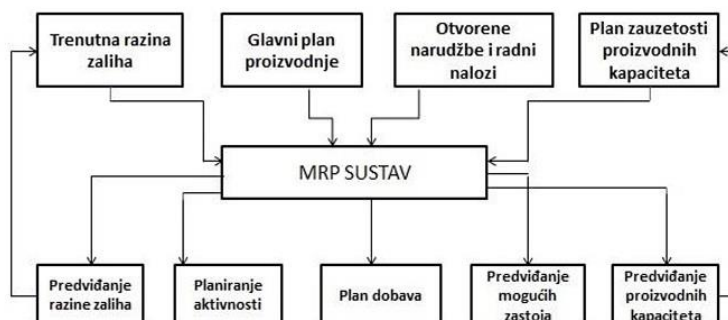 Trenutna razina
zaliha
Glavni plan
proizvodnje
Otvorene
narudžbe i radni
nalozi
Plan zauzetosti
proizvodnih
kapaciteta
MRP SUSTAV
Predviđanje
razine zaliha
Planiranje
aktivnosti
Plan dobava
Predviđanje
mogućih
zastoja
Predviđanje
proizvodnih
kapaciteta